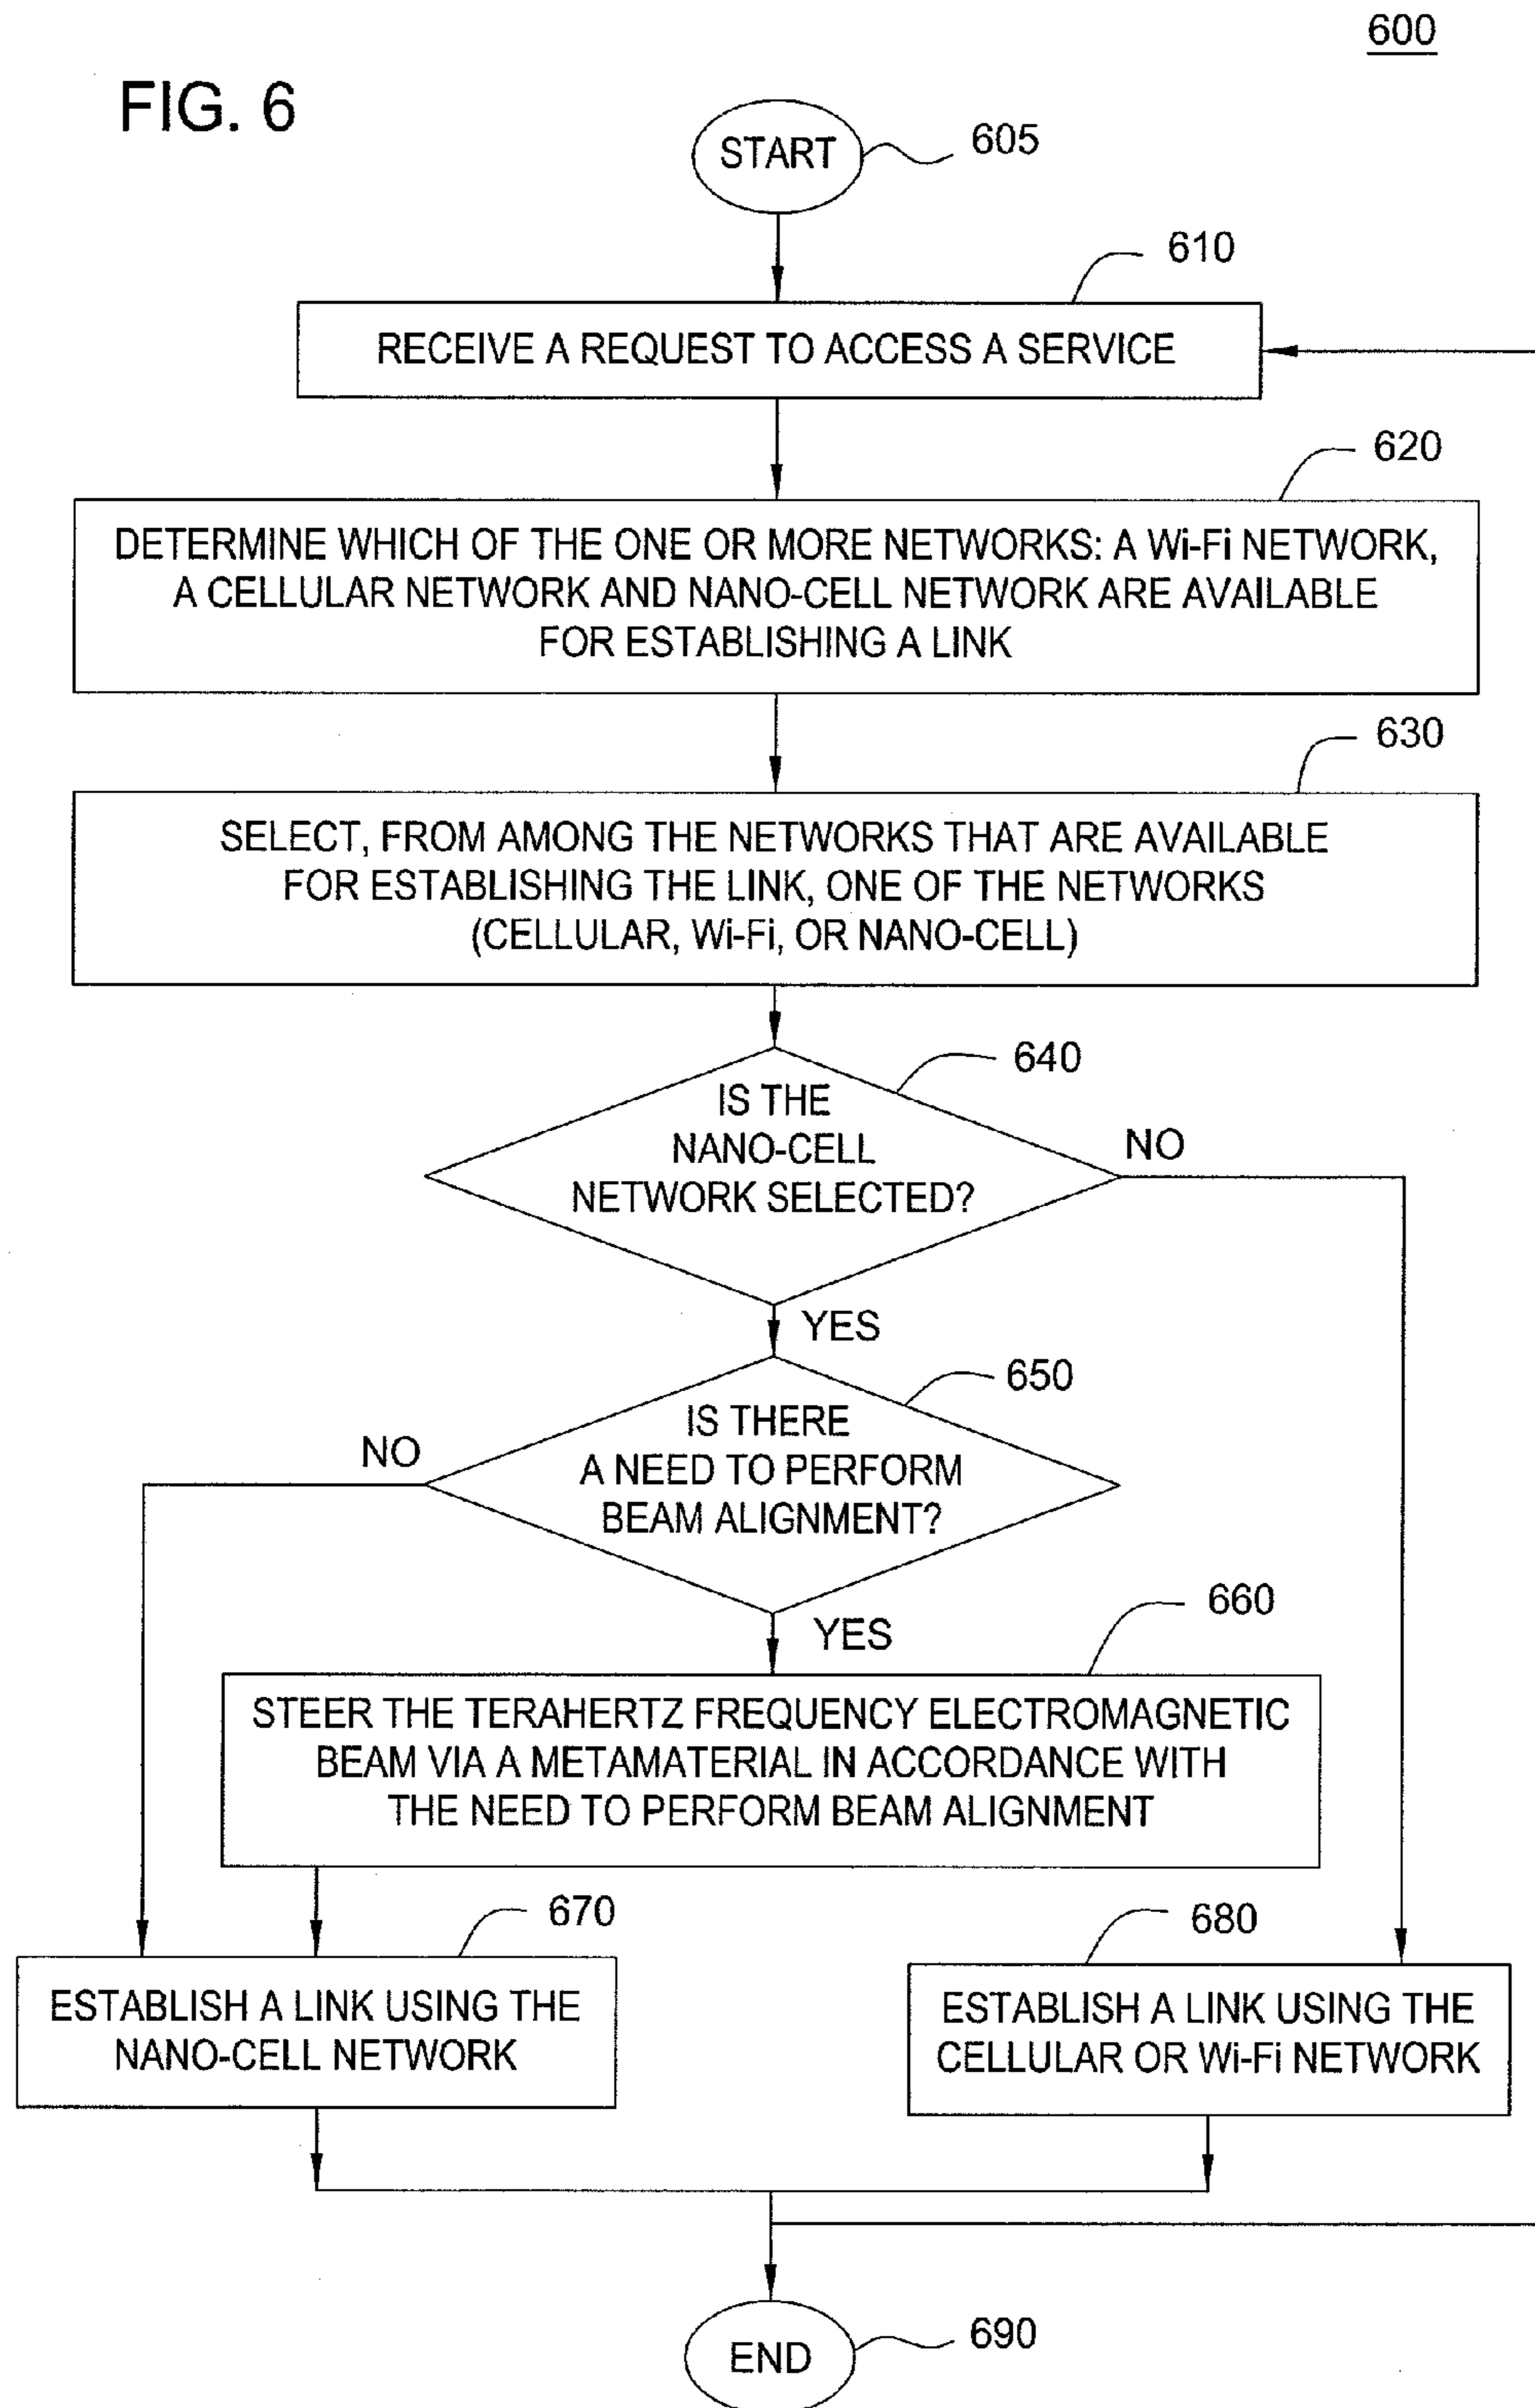 600
FIG. 6
START
605
610
RECEIVE A REQUEST TO ACCESS A SERVICE
620
DETERMINE WHICH OF THE ONE OR MORE NETWORKS: A Wi-Fi NETWORK,
A CELLULAR NETWORK AND NANO-CELL NETWORK ARE AVAILABLE
FOR ESTABLISHING A LINK
630
SELECT, FROM AMONG THE NETWORKS THAT ARE AVAILABLE
FOR ESTABLISHING THE LINK, ONE OF THE NETWORKS
(CELLULAR, Wi-Fi, OR NANO-CELL)
640
IS THE
NANO-CELL
NETWORK SELECTED?
NO
YES
650
IS THERE
A NEED TO PERFORM
BEAM ALIGNMENT?
NO
YES
660
STEER THE TERAHERTZ FREQUENCY ELECTROMAGNETIC
BEAM VIA A METAMATERIAL IN ACCORDANCE WITH
THE NEED TO PERFORM BEAM ALIGNMENT
670
ESTABLISH A LINK USING THE
NANO-CELL NETWORK
680
ESTABLISH A LINK USING THE
CELLULAR OR Wi-Fi NETWORK
END
690